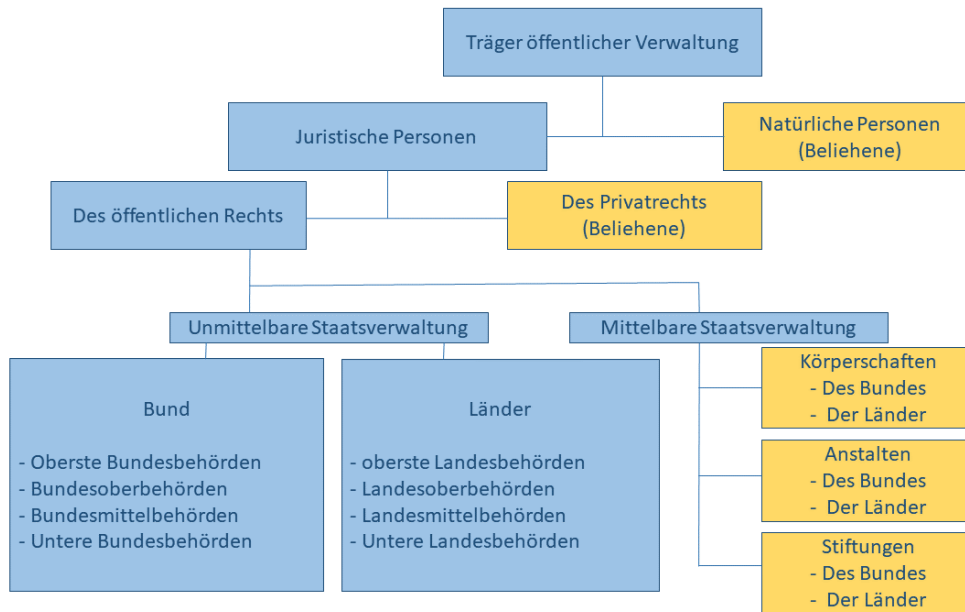 Träger öffentlicher Verwaltung
Juristische Personen
Natürliche Personen
(Beliehene)
Des öffentlichen Rechts
Des Privatrechts
(Beliehene)
Unmittelbare Staatsverwaltung
Mittelbare Staatsverwaltung
Bund
- Oberste Bundesbehörden
- Bundesoberbehörden
- Bundesmittelbehörden
- Untere Bundesbehörden
Länder
- oberste Landesbehörden
- Landesoberbehörden
- Landesmittelbehörden
- Untere Landesbehörden
Körperschaften
- Des Bundes
- Der Länder
Anstalten
- Des Bundes
- Der Länder
Stiftungen
- Des Bundes
- Der Länder